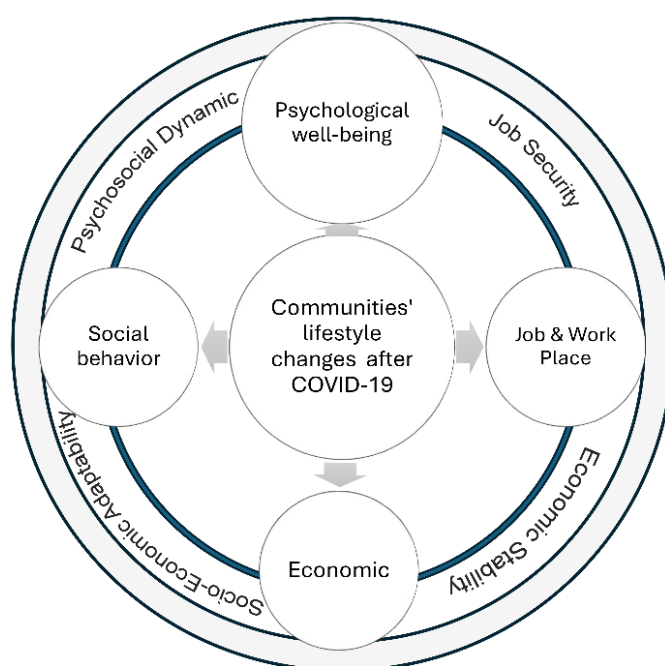 Psychological
well-being
Psychosocial Dynamic
Job Security
Communities'
lifestyle
changes after
COVID-19
Social
behavior
Job & Work
Place
Socio-Economic Adaptability
Economic Stability
Economic